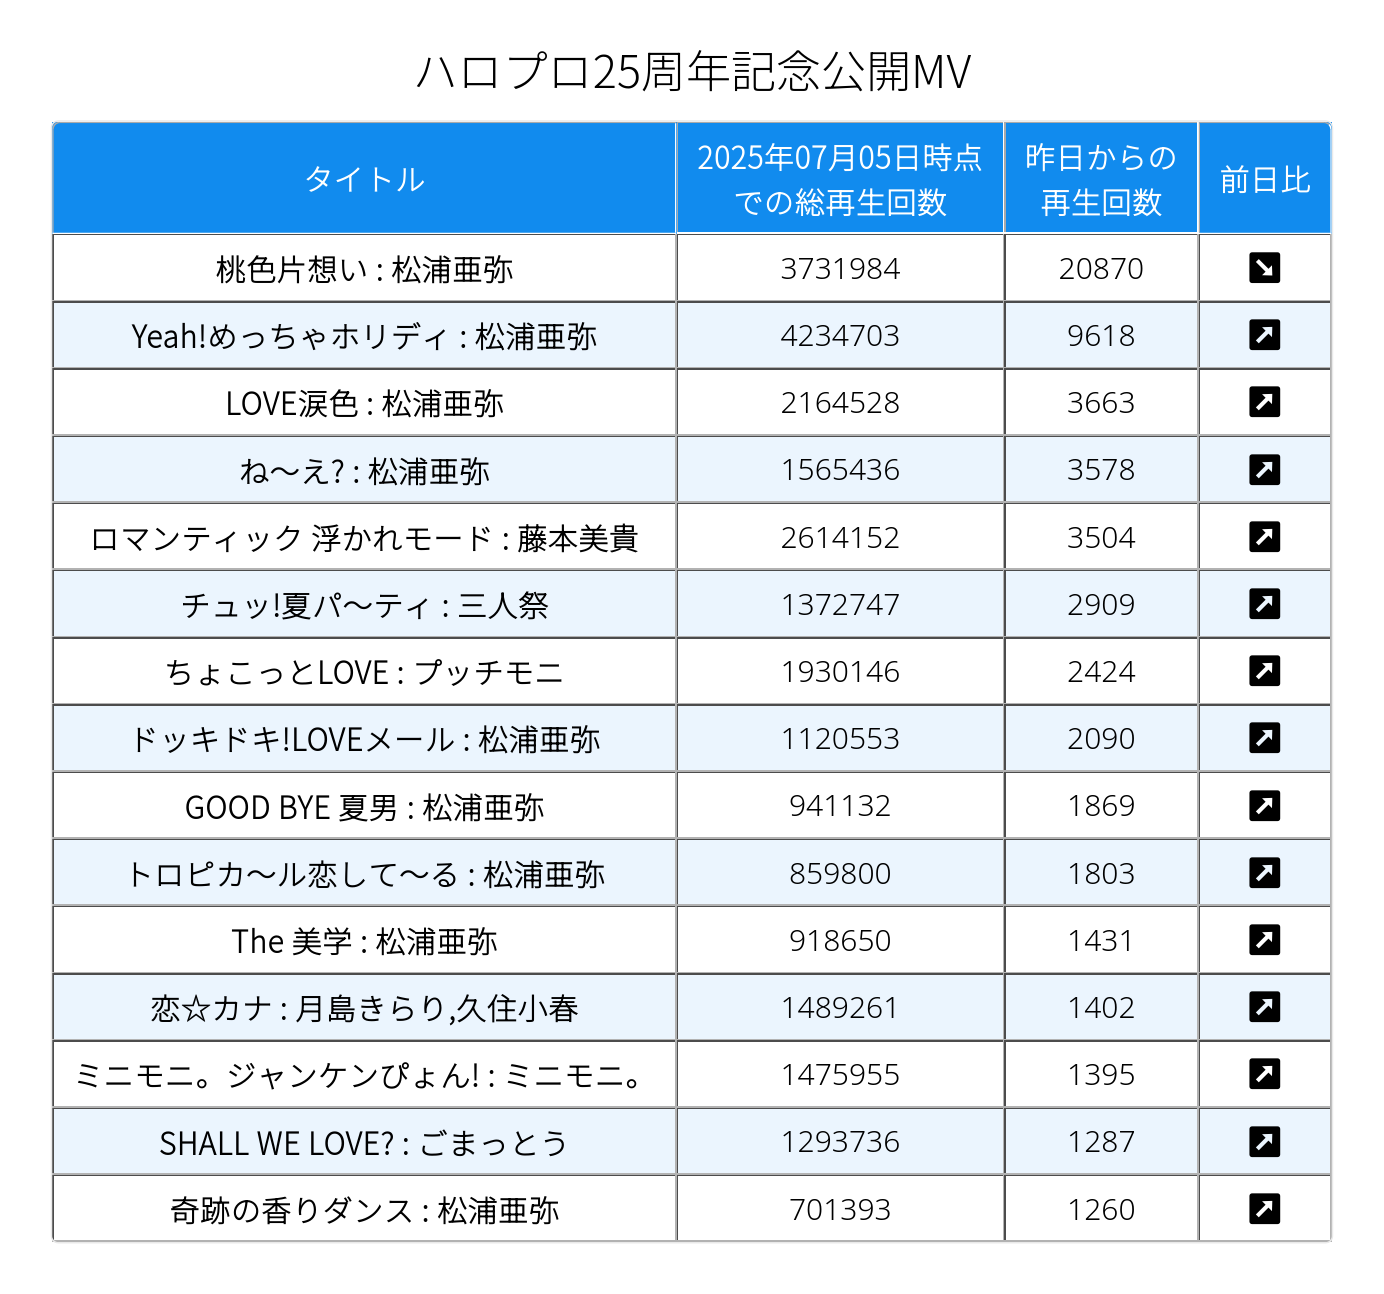 ハロプロ25周年記念公開MV
タイトル 2025年07月05日時点 昨日からの 前日比
での総再生回数 再生回数
桃色片想い : 松浦亜弥 3731984 20870
Yeah!めっちゃホリディ : 松浦亜弥 4234703 9618
LOVE涙色 : 松浦亜弥 2164528 3663
ね〜え? : 松浦亜弥 1565436 3578
ロマンティック 浮かれモード : 藤本美貴 2614152 3504
チュッ!夏パ〜ティ : 三人祭 1372747 2909
ちょこっとLOVE : プッチモニ 1930146 2424
ドッキドキ!LOVEメール : 松浦亜弥 1120553 2090
GOOD BYE 夏男 : 松浦亜弥 941132 1869
トロピカ〜ル恋して〜る : 松浦亜弥 859800 1803
The 美学 : 松浦亜弥 918650 1431
恋☆カナ : 月島きらり,久住小春 1489261 1402
ミニモニ。ジャンケンぴょん! : ミニモニ。 1475955 1395
SHALL WE LOVE? : ごまっとう 1293736 1287
奇跡の香りダンス : 松浦亜弥 701393 1260